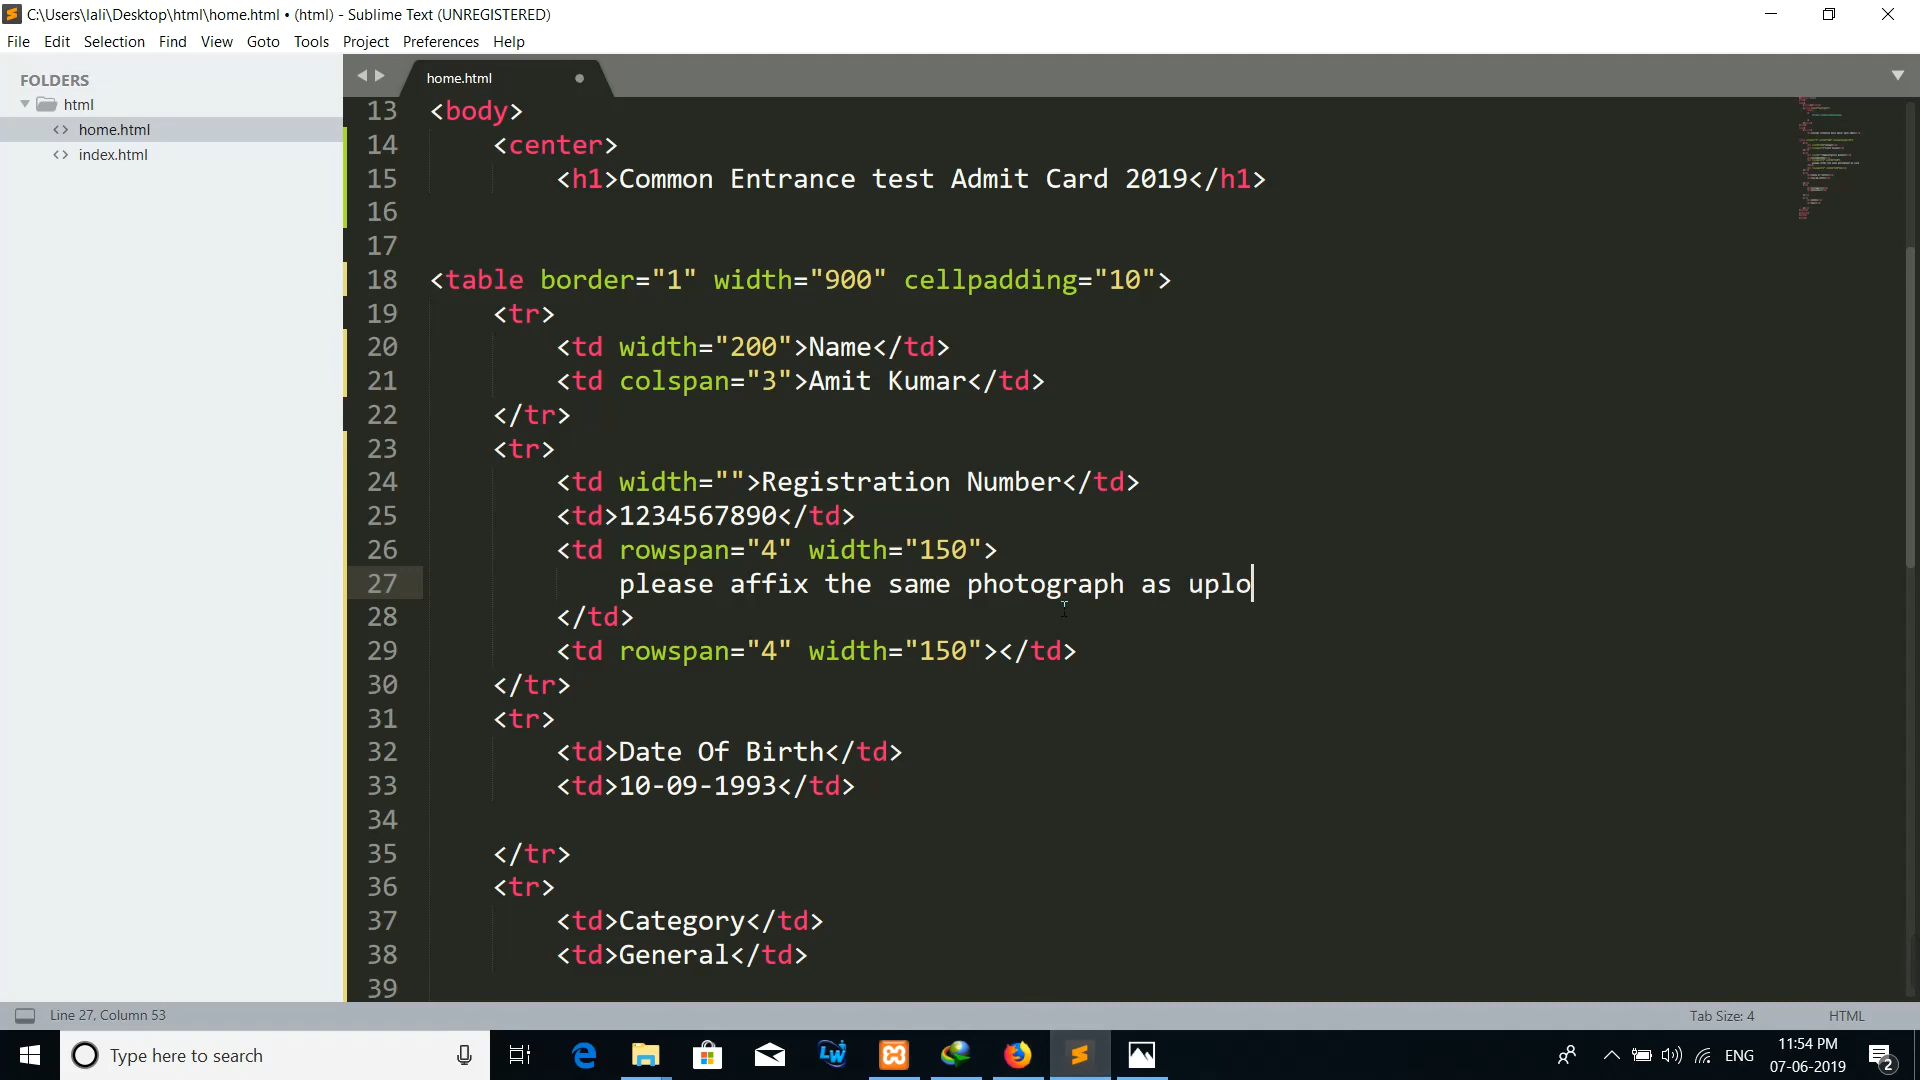 C:\Users\lali\Desktop\html\home.html • (html) - Sublime Text (UNREGISTERED)
File Edit Selection Find View Goto Tools Project Preferences Help
FOLDERS
html
home.html
index.html
home.html
13 <body>
14 <center>
15 <h1>Common Entrance test Admit Card 2019</h1>
16
17
18 <table border="1" width="900" cellpadding="10">
19 <tr>
20 <td width="200">Name</td>
21 <td colspan="3">Amit Kumar</td>
22 </tr>
23 <tr>
24 <td width="">Registration Number</td>
25 <td>1234567890</td>
26 <td rowspan="4" width="150">
27 please affix the same photograph as uplo
28 </td>
29 <td rowspan="4" width="150"></td>
30 </tr>
31 <tr>
32 <td>Date Of Birth</td>
33 <td>10-09-1993</td>
34
35 </tr>
36 <tr>
37 <td>Category</td>
38 <td>General</td>
39
Line 27, Column 53
Tab Size: 4
HTML
Type here to search
ENG
11:54 PM
07-06-2019
2